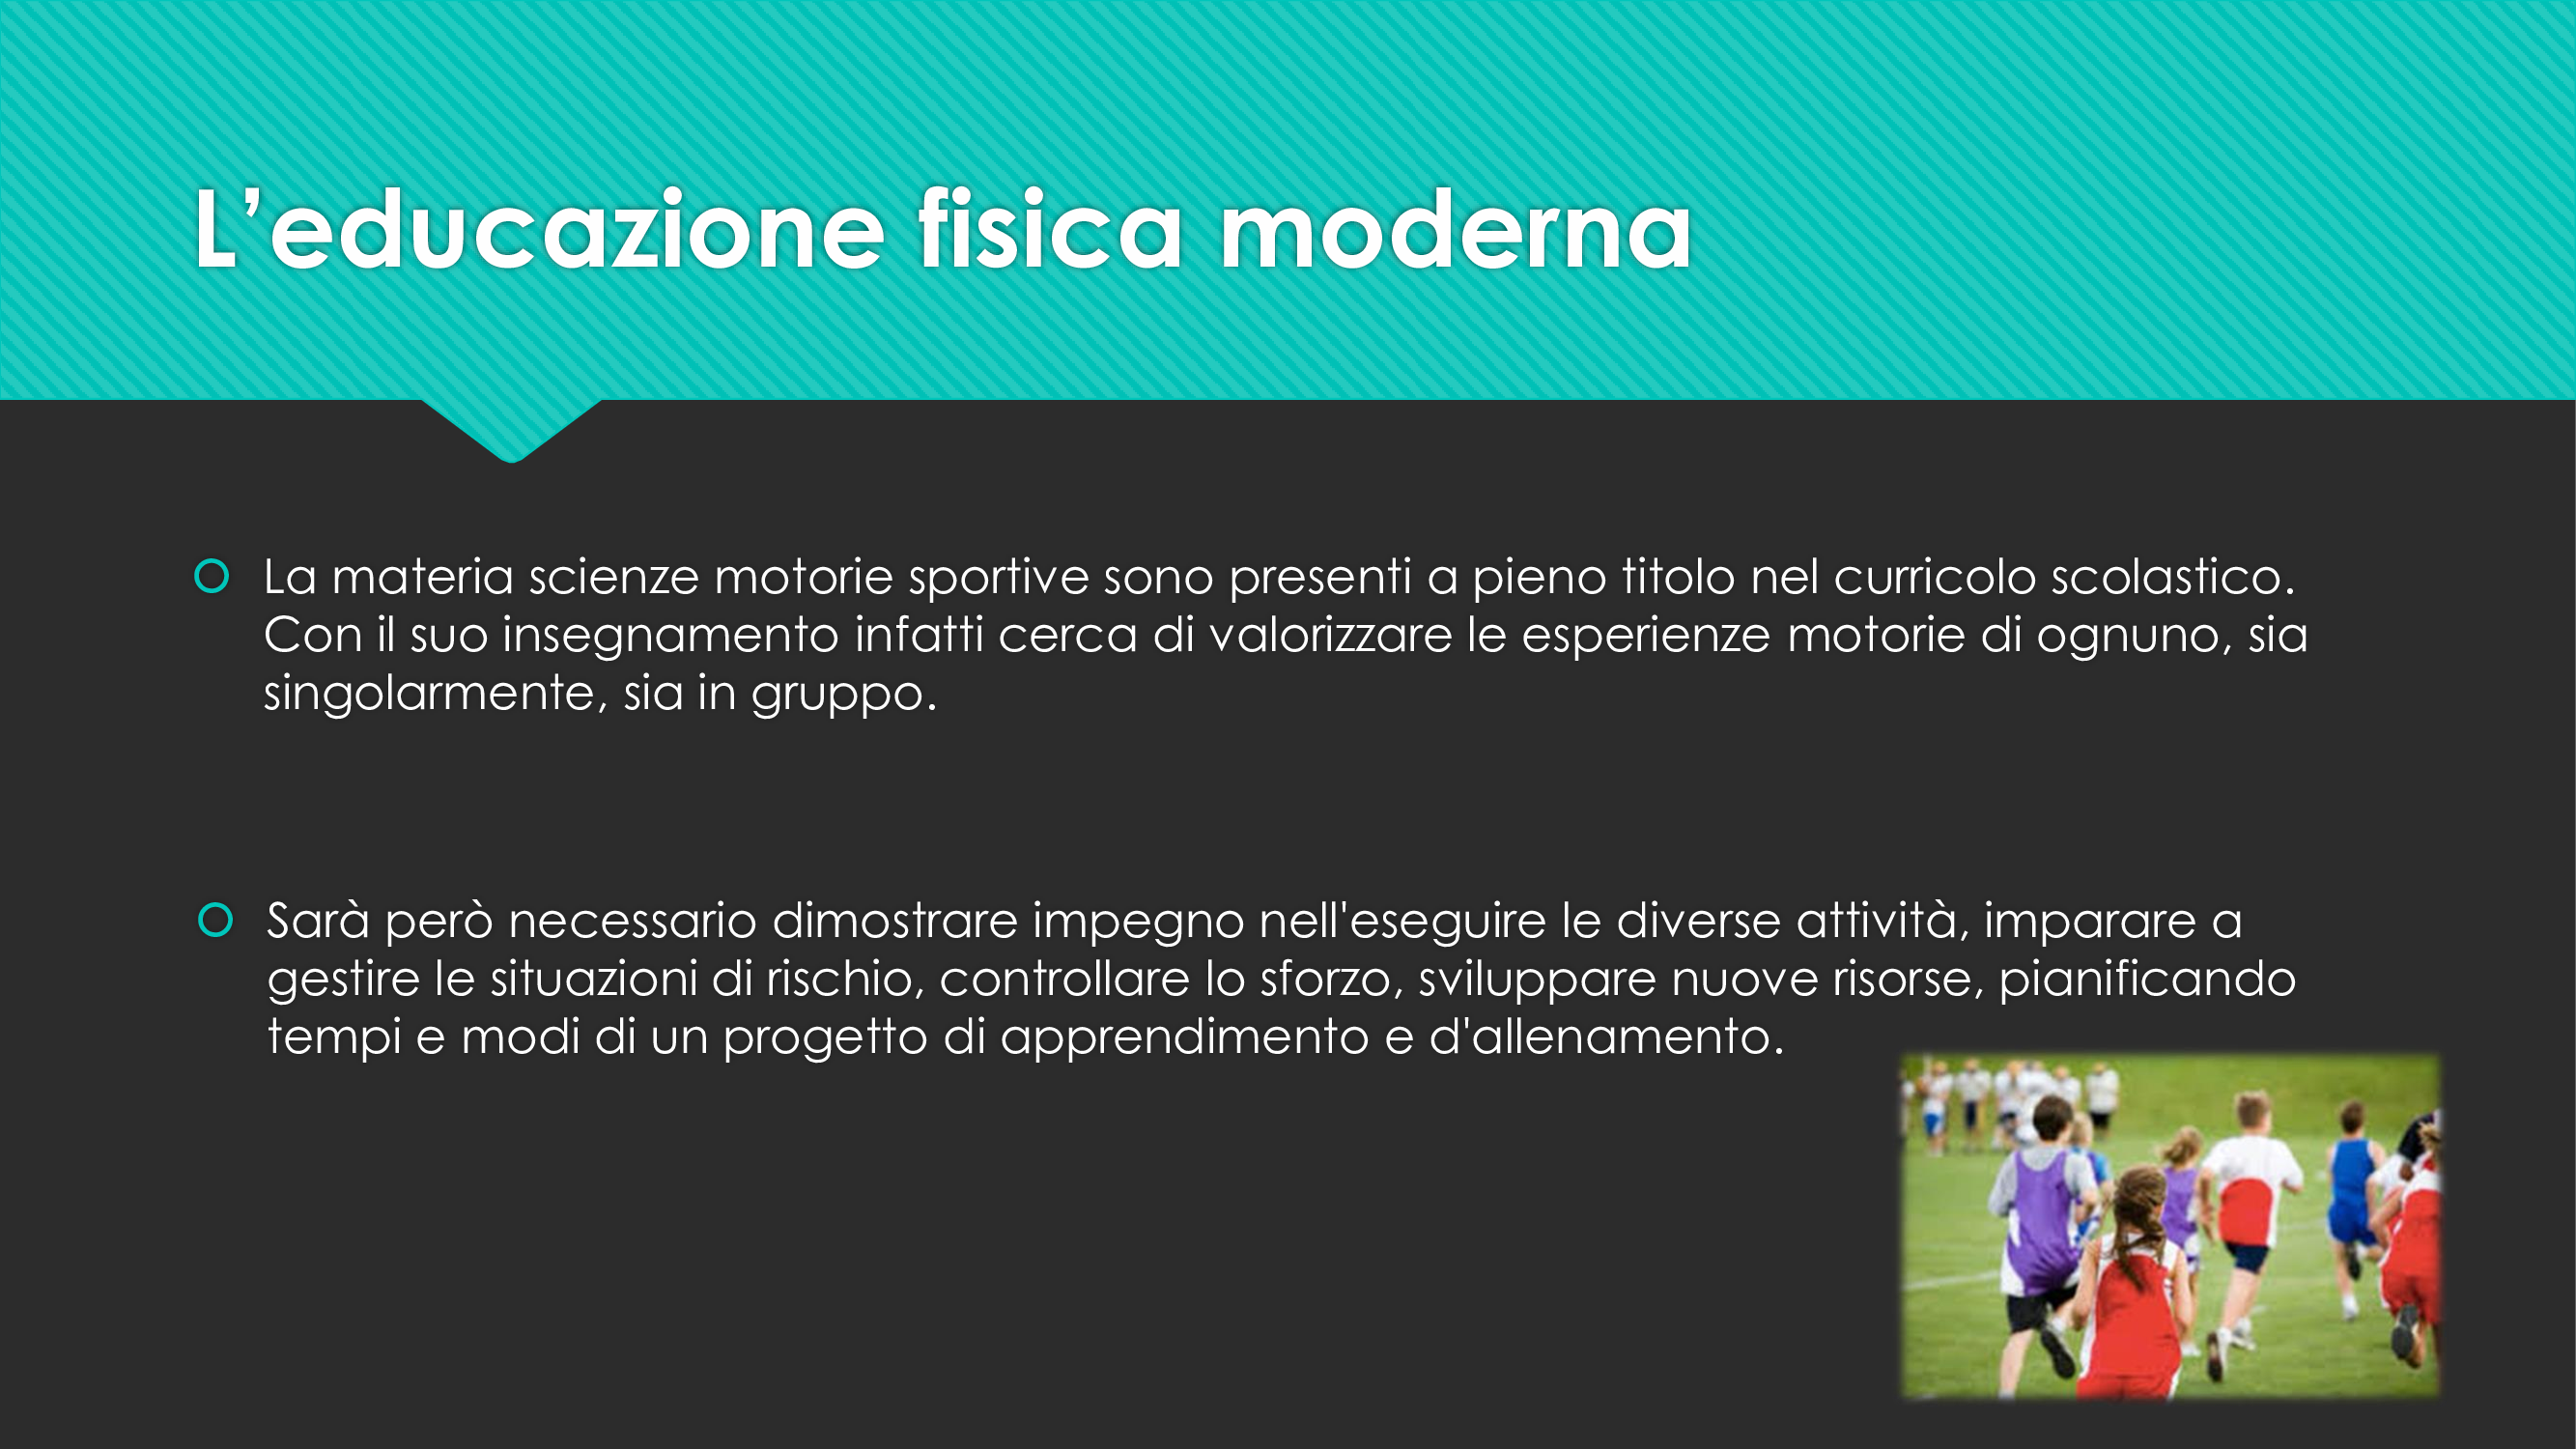 L’educazione fisica moderna
La materia scienze motorie sportive sono presenti a pieno titolo nel curricolo scolastico.
Con il suo insegnamento infatti cerca di valorizzare le esperienze motorie di ognuno, sia
singolarmente, sia in gruppo.
Sarà però necessario dimostrare impegno nell'eseguire le diverse attività, imparare a
gestire le situazioni di rischio, controllare lo sforzo, sviluppare nuove risorse, pianificando
tempi e modi di un progetto di apprendimento e d'allenamento.